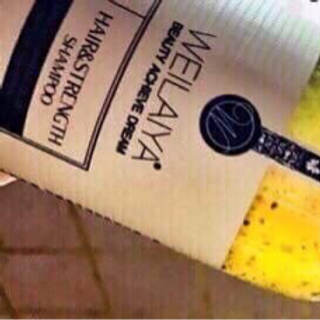 WEILAIYA®
BEAUTY ACHIEVE DREAM
HAIR&STRENGTH
SHAMPOO
W